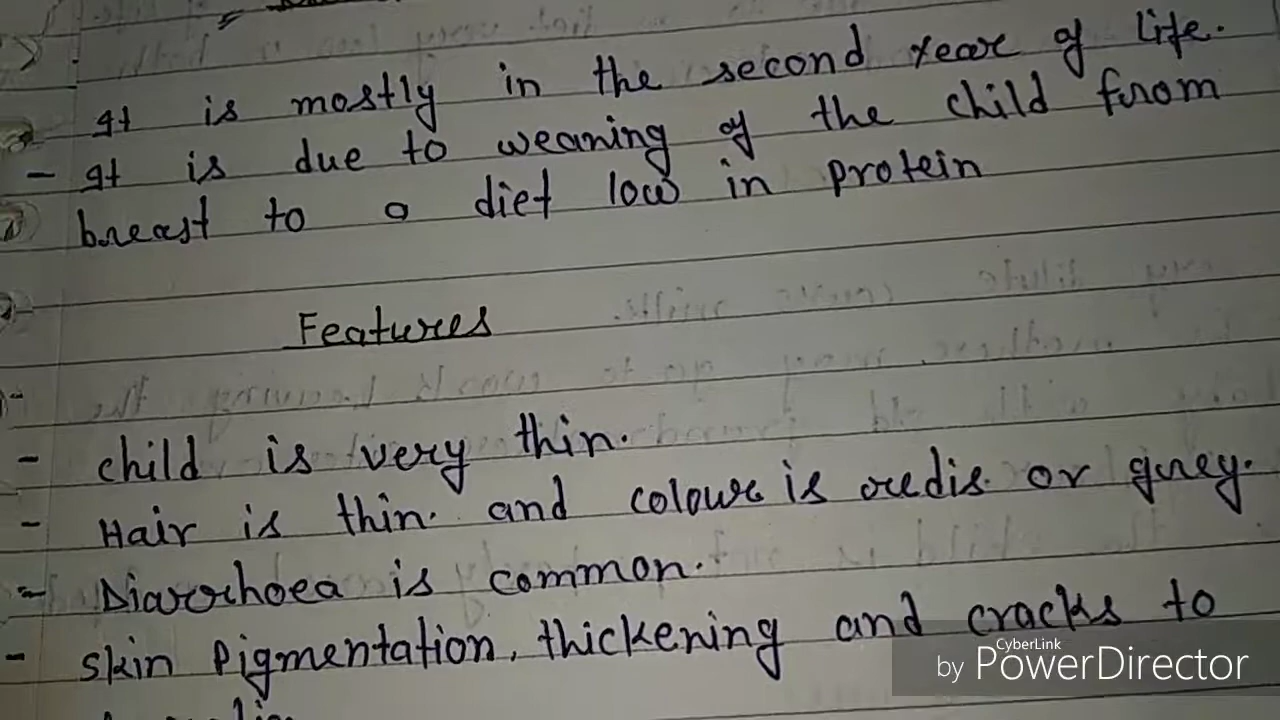 - It is mostly in the second year of life.
- It is due to weaning of the child from
breast to a diet low in protein
Features
- child is very thin.
- Hair is thin. and colour is redis. or grey.
- Diarrhoea is common.
- skin pigmentation, thickening and cracks to
CyberLink
by PowerDirector